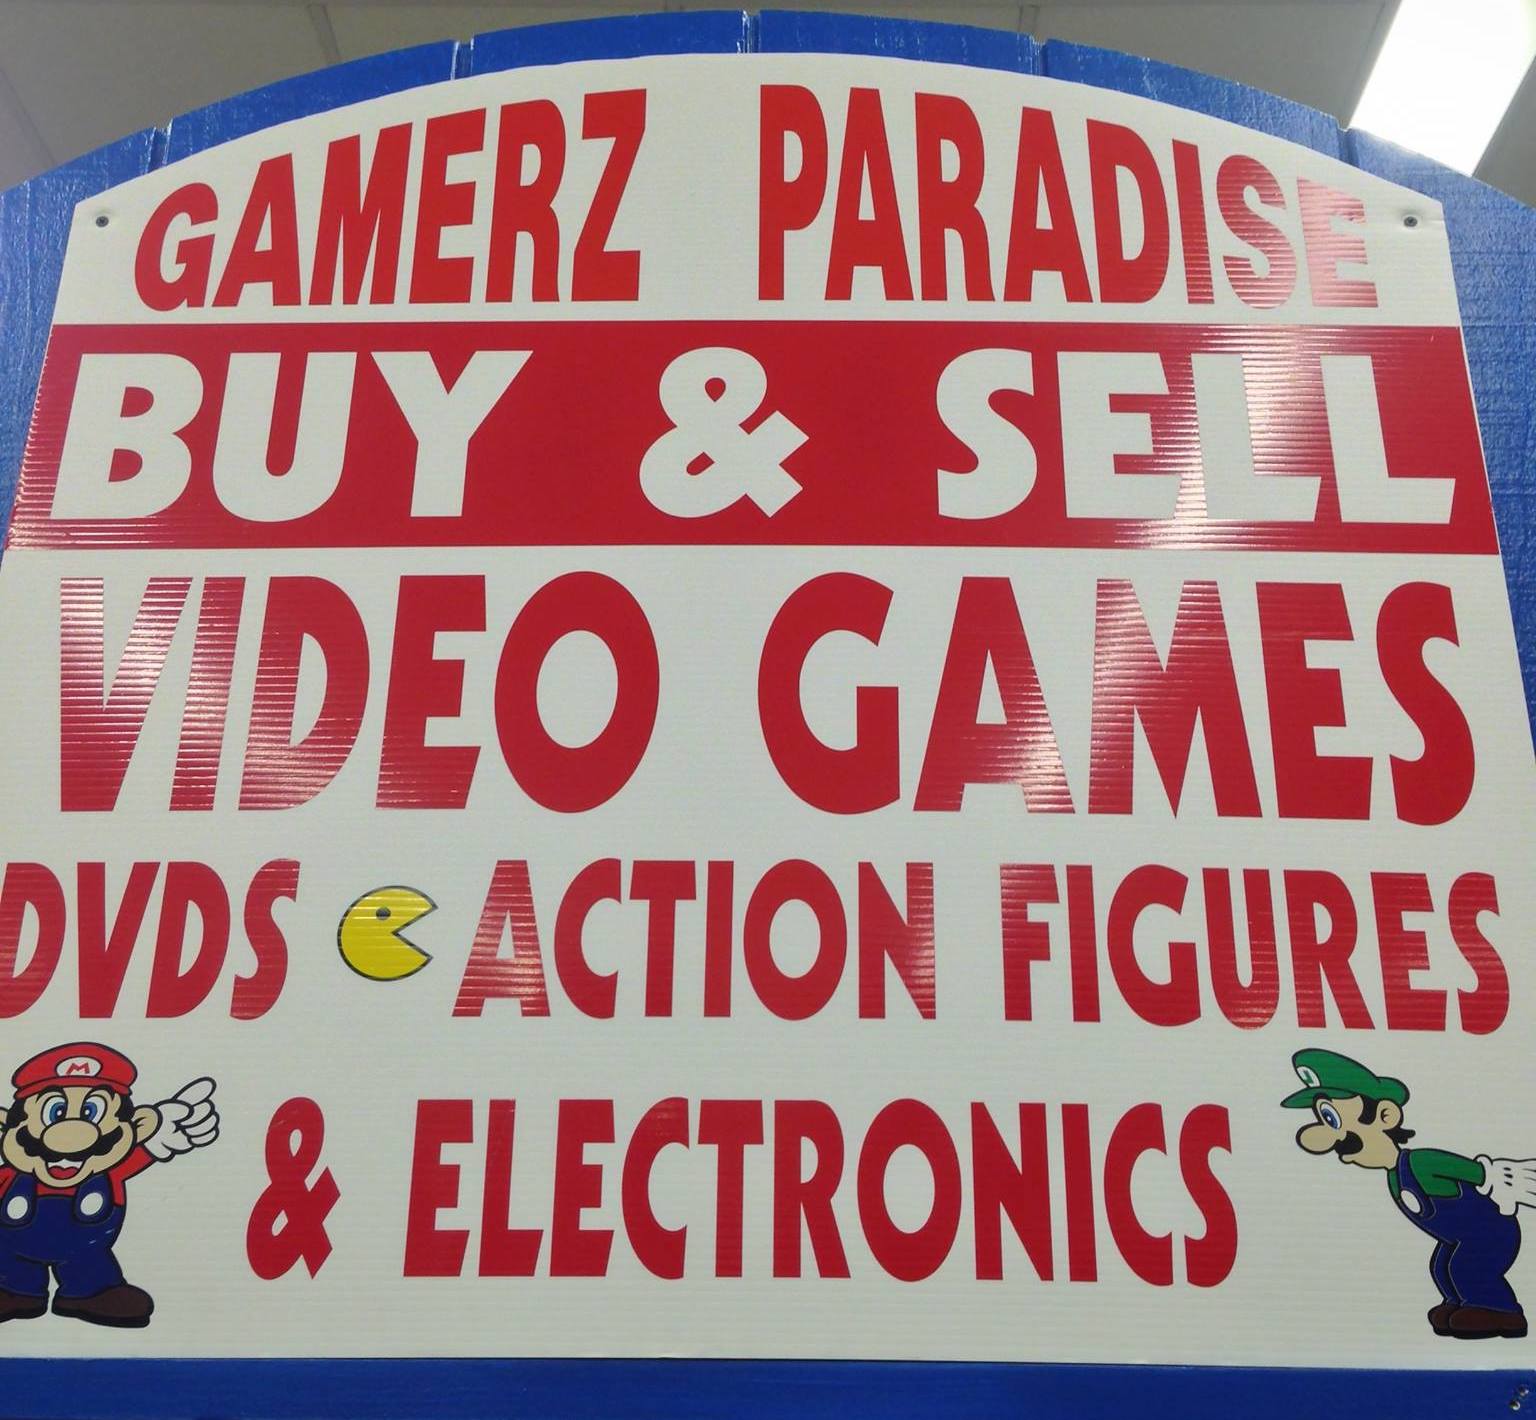 GAMERZ PARADISE
BUY & SELL
VIDEO GAMES
DVDS ACTION FIGURES
& ELECTRONICS
M